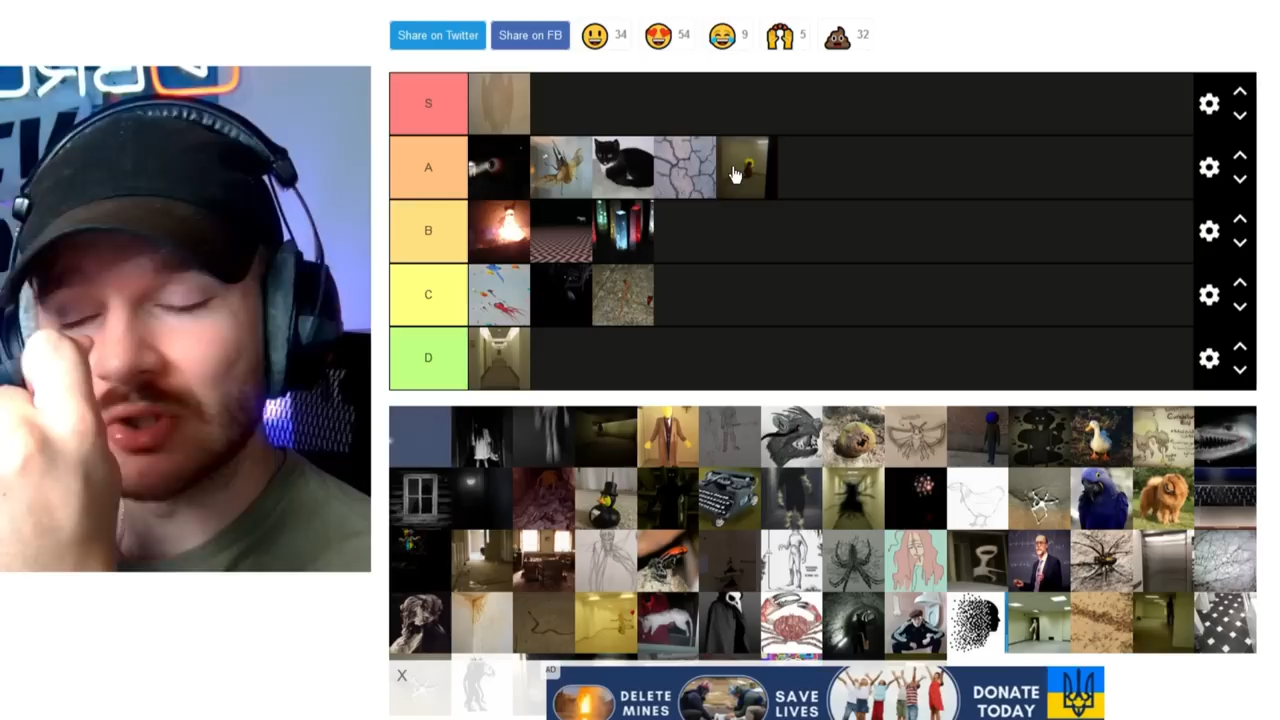 Share on Twitter Share on FB 34 54 9 5 32
S
A
B
C
D
X
AD
DELETE MINES
SAVE LIVES
DONATE TODAY